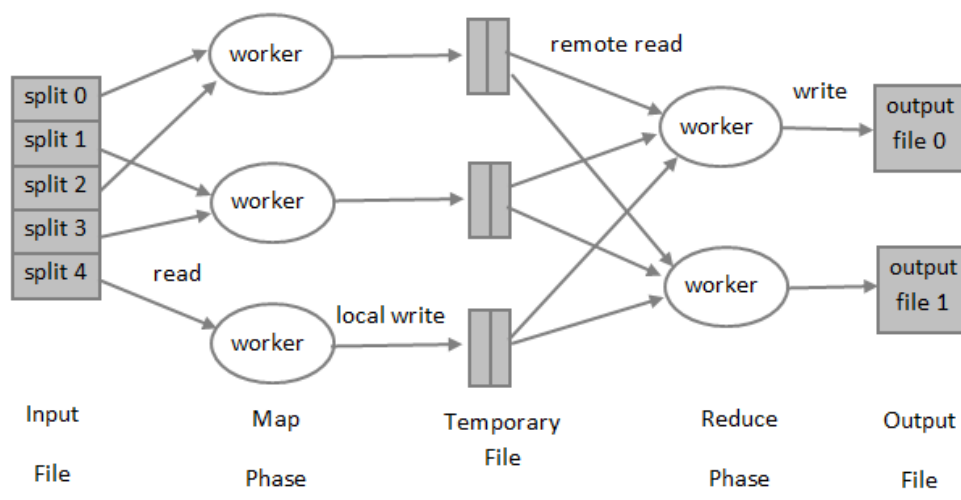 split 0
split 1
split 2
split 3
split 4
read
worker
worker
worker
local write
remote read
worker
worker
write
output
file 0
output
file 1
Input
File
Map
Phase
Temporary
File
Reduce
Phase
Output
File